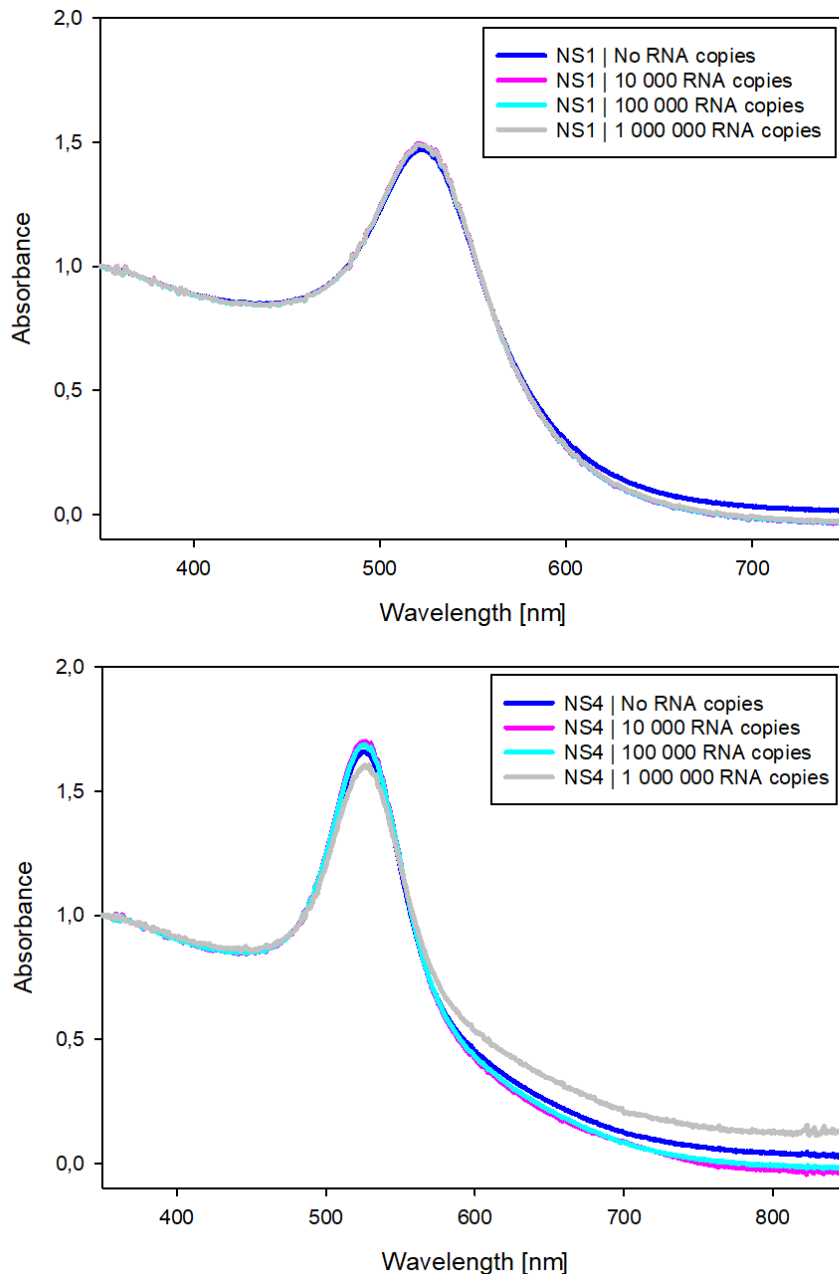 2,0
NS1 | No RNA copies
NS1 | 10 000 RNA copies
NS1 | 100 000 RNA copies
NS1 | 1 000 000 RNA copies
1,5
1,0
0,5
0,0
Absorbance
400 500 600 700
Wavelength [nm]
2,0
NS4 | No RNA copies
NS4 | 10 000 RNA copies
NS4 | 100 000 RNA copies
NS4 | 1 000 000 RNA copies
1,5
1,0
0,5
0,0
Absorbance
400 500 600 700 800
Wavelength [nm]